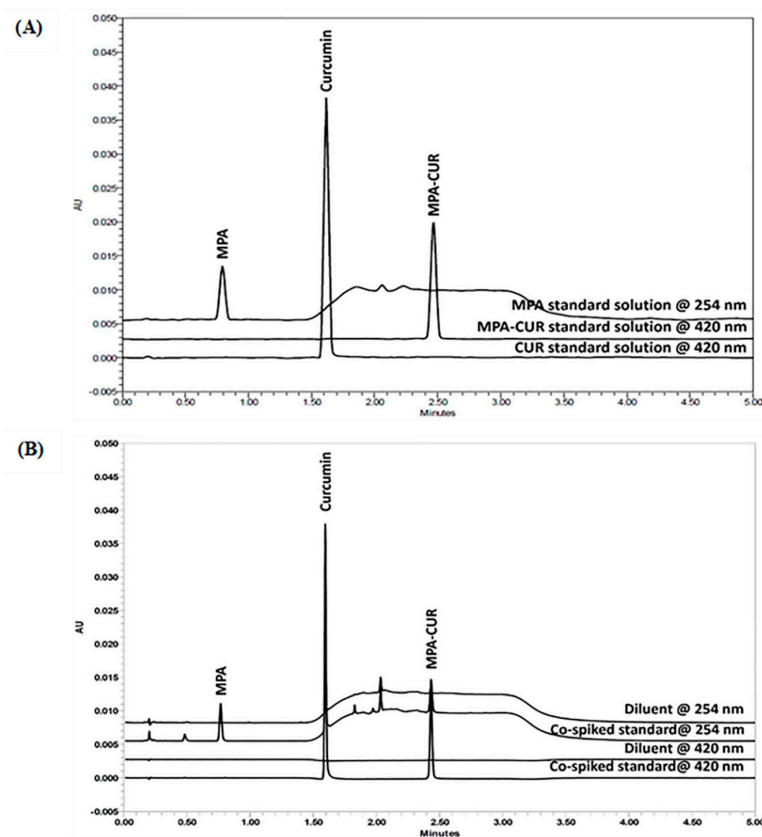 (A)
0.050
0.045
0.040
0.035
0.030
0.025
0.020
0.015
0.010
0.005
0.000
-0.005
AU
MPA
Curcumin
MPA-CUR
MPA standard solution @ 254 nm
MPA-CUR standard solution @ 420 nm
CUR standard solution @ 420 nm
0.00 0.50 1.00 1.50 2.00 2.50 3.00 3.50 4.00 4.50 5.00
Minutes
(B)
0.050
0.045
0.040
0.035
0.030
0.025
0.020
0.015
0.010
0.005
0.000
-0.005
AU
MPA
Curcumin
MPA-CUR
Diluent @ 254 nm
Co-spiked standard@ 254 nm
Diluent @ 420 nm
Co-spiked standard@ 420 nm
0.00 0.50 1.00 1.50 2.00 2.50 3.00 3.50 4.00 4.50 5.00
Minutes